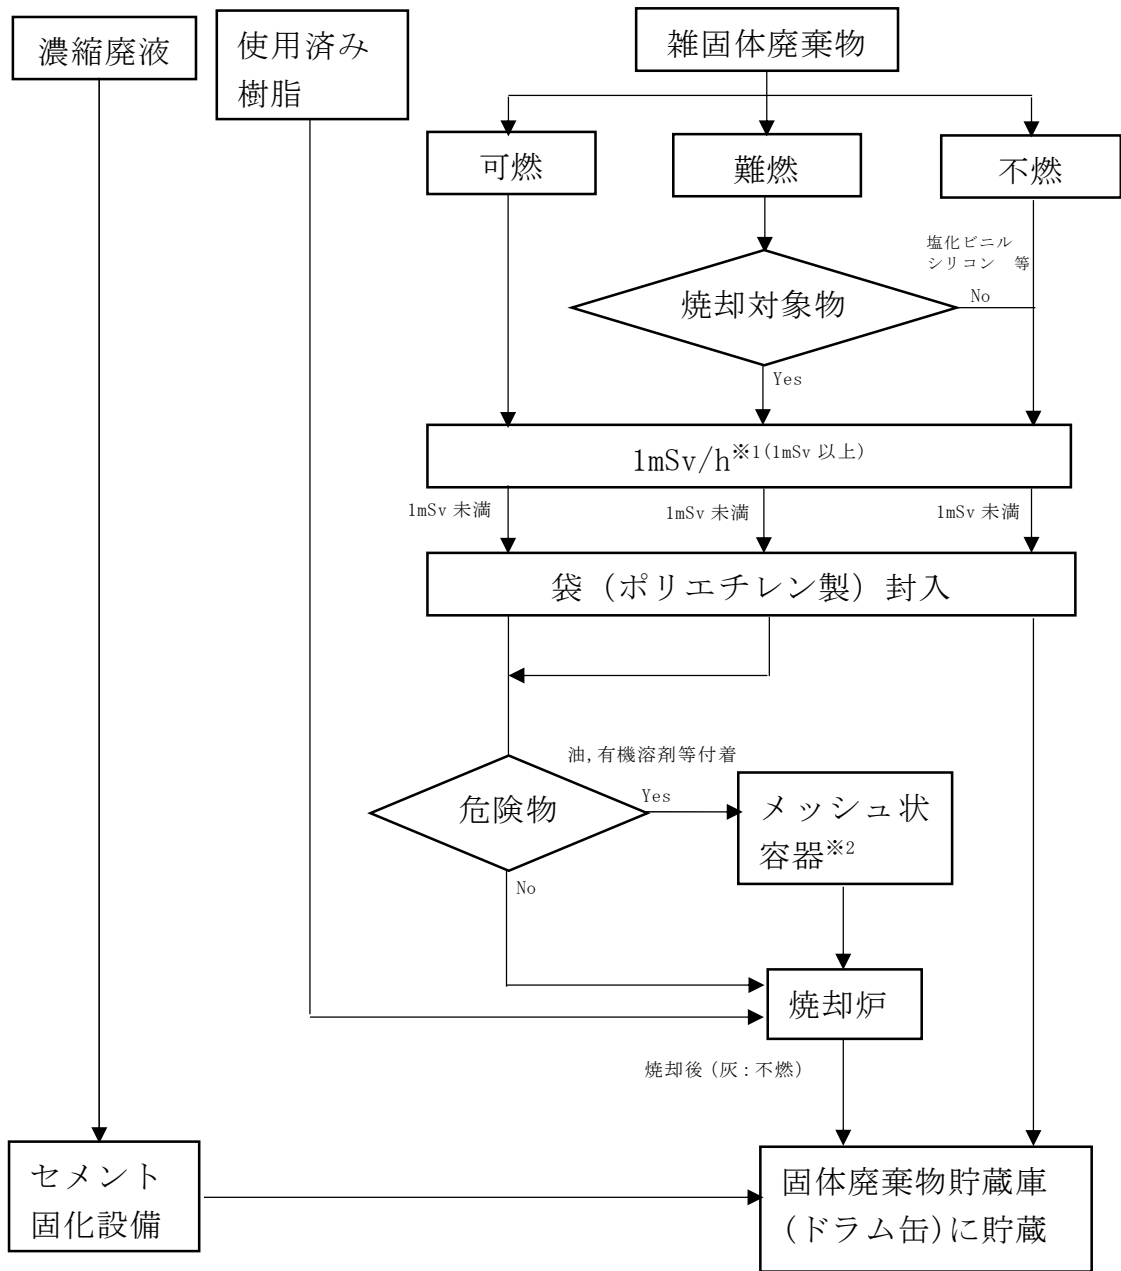 濃縮廃液
使用済み
樹脂
雑固体廃棄物
可燃
難燃
不燃
塩化ビニル
シリコン 等
焼却対象物
No
Yes
1mSv/h※1(1mSv 以上)
1mSv 未満
1mSv 未満
1mSv 未満
袋（ポリエチレン製）封入
油,有機溶剤等付着
危険物
Yes
メッシュ状
容器※2
No
焼却炉
焼却後（灰:不燃）
セメント
固化設備
固体廃棄物貯蔵庫
(ドラム缶)に貯蔵